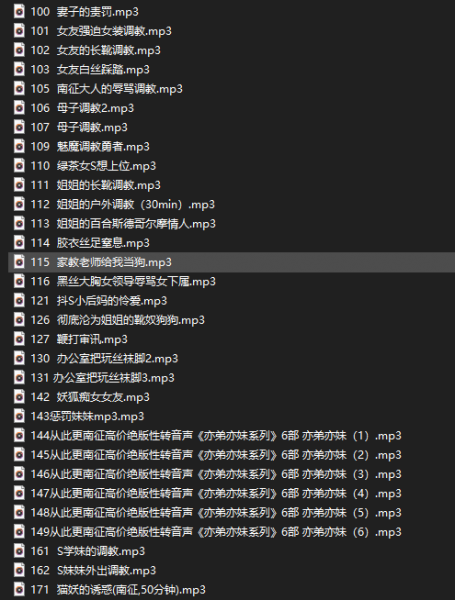 100 妻子的责罚.mp3
101 女友强迫女装调教.mp3
102 女友的长靴调教.mp3
103 女友白丝踩踏.mp3
105 南征大人的辱骂调教.mp3
106 母子调教2.mp3
107 母子调教.mp3
109 魅魔调教勇者.mp3
110 绿茶女S想上位.mp3
111 姐姐的长靴调教.mp3
112 姐姐的户外调教（30min）.mp3
113 姐姐的百合斯德哥尔摩情人.mp3
114 胶衣丝足窒息.mp3
115 家教老师给我当狗.mp3
116 黑丝大胸女领导辱骂女下属.mp3
121 抖S小后妈的怜爱.mp3
126 彻底沦为姐姐的靴奴狗狗.mp3
127 鞭打审讯.mp3
130 办公室把玩丝袜脚2.mp3
131 办公室把玩丝袜脚3.mp3
142 妖狐痴女女友.mp3
143惩罚妹妹mp3.mp3
144从此更南征高价绝版性转音声《亦弟亦妹系列》6部 亦弟亦妹（1）.mp3
145从此更南征高价绝版性转音声《亦弟亦妹系列》6部 亦弟亦妹（2）.mp3
146从此更南征高价绝版性转音声《亦弟亦妹系列》6部 亦弟亦妹（3）.mp3
147从此更南征高价绝版性转音声《亦弟亦妹系列》6部 亦弟亦妹（4）.mp3
148从此更南征高价绝版性转音声《亦弟亦妹系列》6部 亦弟亦妹（5）.mp3
149从此更南征高价绝版性转音声《亦弟亦妹系列》6部 亦弟亦妹（6）.mp3
161 S学妹的调教.mp3
162 S妹妹外出调教.mp3
171 猫妖的诱惑(南征,50分钟).mp3